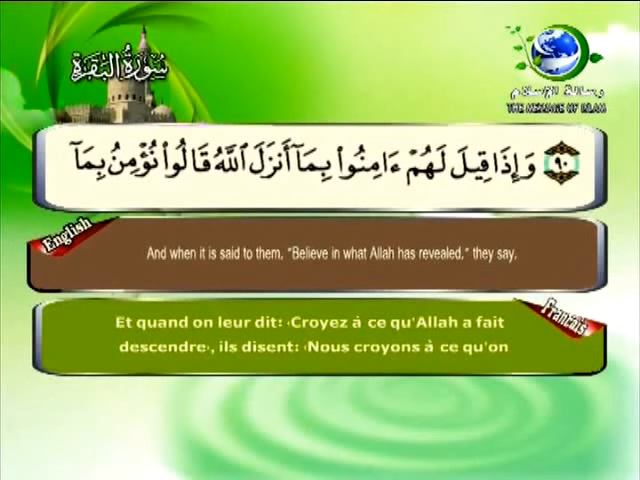 سُورَةُ البَقَرَةِ
رسالة الإسلام
THE MESSAGE OF ISLAM
٩٠ وَإِذَا قِيلَ لَهُمْ ءَامِنُوا۟ بِمَآ أَنزَلَ ٱللَّهُ قَالُوا۟ نُؤْمِنُ بِمَآ
English
And when it is said to them, "Believe in what Allah has revealed," they say,
Français
Et quand on leur dit: ‹Croyez à ce qu'Allah a fait
descendre›, ils disent: ‹Nous croyons à ce qu'on